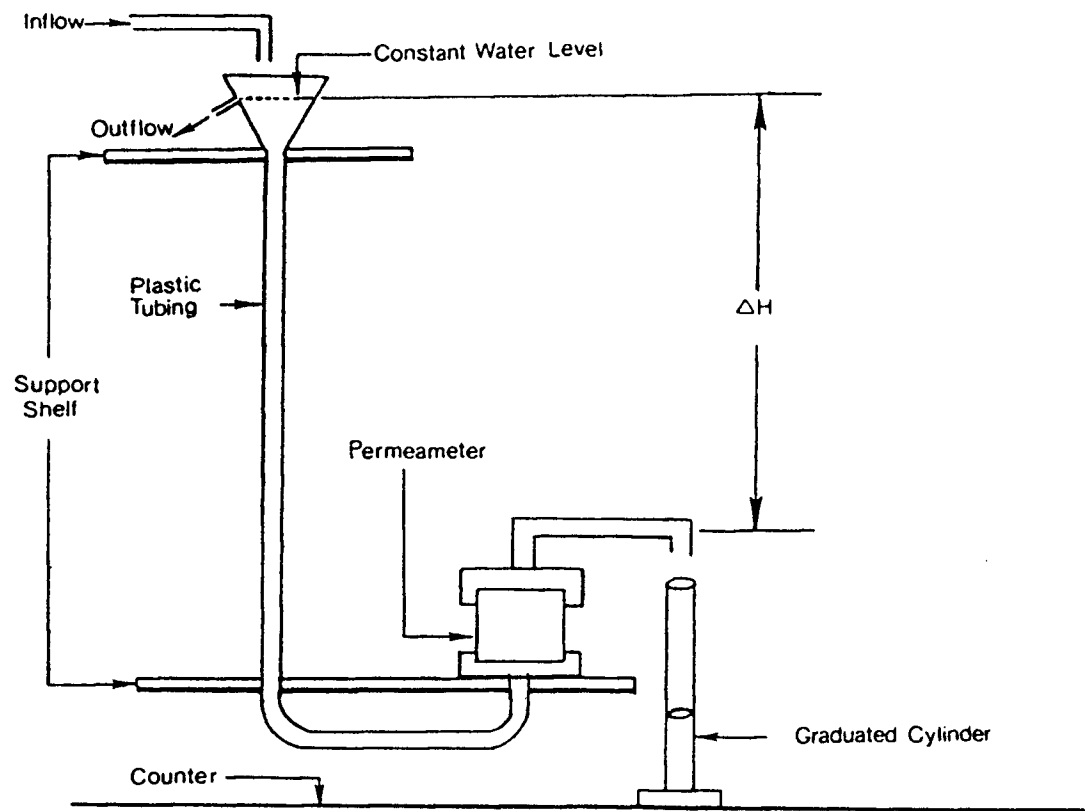 Inflow
Constant Water Level
Outflow
Plastic
Tubing
ΔH
Support
Shelf
Permeameter
Graduated Cylinder
Counter